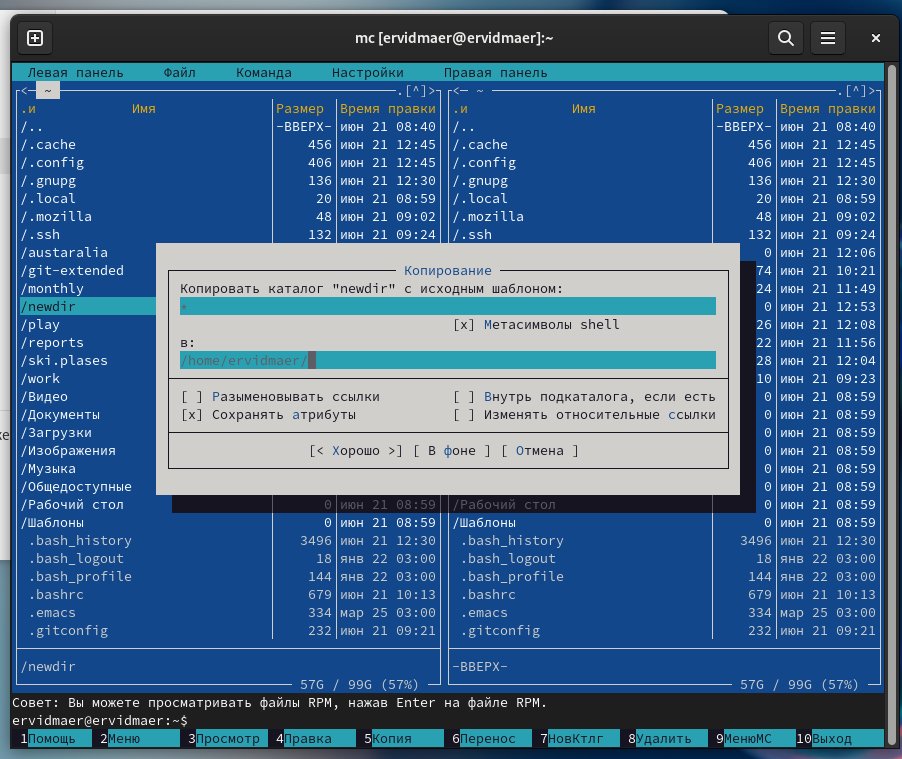 mc [ervidmaer@ervidmaer]:~
Левая панель Файл Команда Настройки Правая панель
<─ ~ .[^]> <─ ~ .[^]>
.и Имя Размер Время правки .и Имя Размер Время правки
/.. -ВВЕРХ- июн 21 08:40 /.. -ВВЕРХ- июн 21 08:40
/.cache 456 июн 21 12:45 /.cache 456 июн 21 12:45
/.config 406 июн 21 12:45 /.config 406 июн 21 12:45
/.gnupg 136 июн 21 12:30 /.gnupg 136 июн 21 12:30
/.local 20 июн 21 08:59 /.local 20 июн 21 08:59
/.mozilla 48 июн 21 09:02 /.mozilla 48 июн 21 09:02
/.ssh 132 июн 21 09:24 /.ssh 132 июн 21 09:24
/austaralia 0 июн 21 12:06
/git-extended Копирование 74 июн 21 10:21
/monthly Копировать каталог "newdir" с исходным шаблоном: 24 июн 21 11:49
/newdir * 0 июн 21 12:53
/play [x] Метасимволы shell 26 июн 21 12:08
/reports в: 22 июн 21 11:56
/ski.plases /home/ervidmaer/ 28 июн 21 12:04
/work 10 июн 21 09:23
/Видео [ ] Разыменовывать ссылки [ ] Внутрь подкаталога, если есть 0 июн 21 08:59
/Документы [x] Сохранять атрибуты [ ] Изменять относительные ссылки 0 июн 21 08:59
/Загрузки 0 июн 21 08:59
/Изображения [< Хорошо >] [ В фоне ] [ Отмена ] 0 июн 21 08:59
/Музыка 0 июн 21 08:59
/Общедоступные 0 июн 21 08:59
/Рабочий стол 0 июн 21 08:59 /Рабочий стол 0 июн 21 08:59
/Шаблоны 0 июн 21 08:59 /Шаблоны 0 июн 21 08:59
.bash_history 3496 июн 21 12:30 .bash_history 3496 июн 21 12:30
.bash_logout 18 янв 22 03:00 .bash_logout 18 янв 22 03:00
.bash_profile 144 янв 22 03:00 .bash_profile 144 янв 22 03:00
.bashrc 679 июн 21 10:13 .bashrc 679 июн 21 10:13
.emacs 334 мар 25 03:00 .emacs 334 мар 25 03:00
.gitconfig 232 июн 21 09:21 .gitconfig 232 июн 21 09:21
/newdir -ВВЕРХ-
57G / 99G (57%) 57G / 99G (57%)
Совет: Вы можете просматривать файлы RPM, нажав Enter на файле RPM.
ervidmaer@ervidmaer:~$
1Помощь 2Меню 3Просмотр 4Правка 5Копия 6Перенос 7НовКтлг 8Удалить 9МенюМС 10Выход